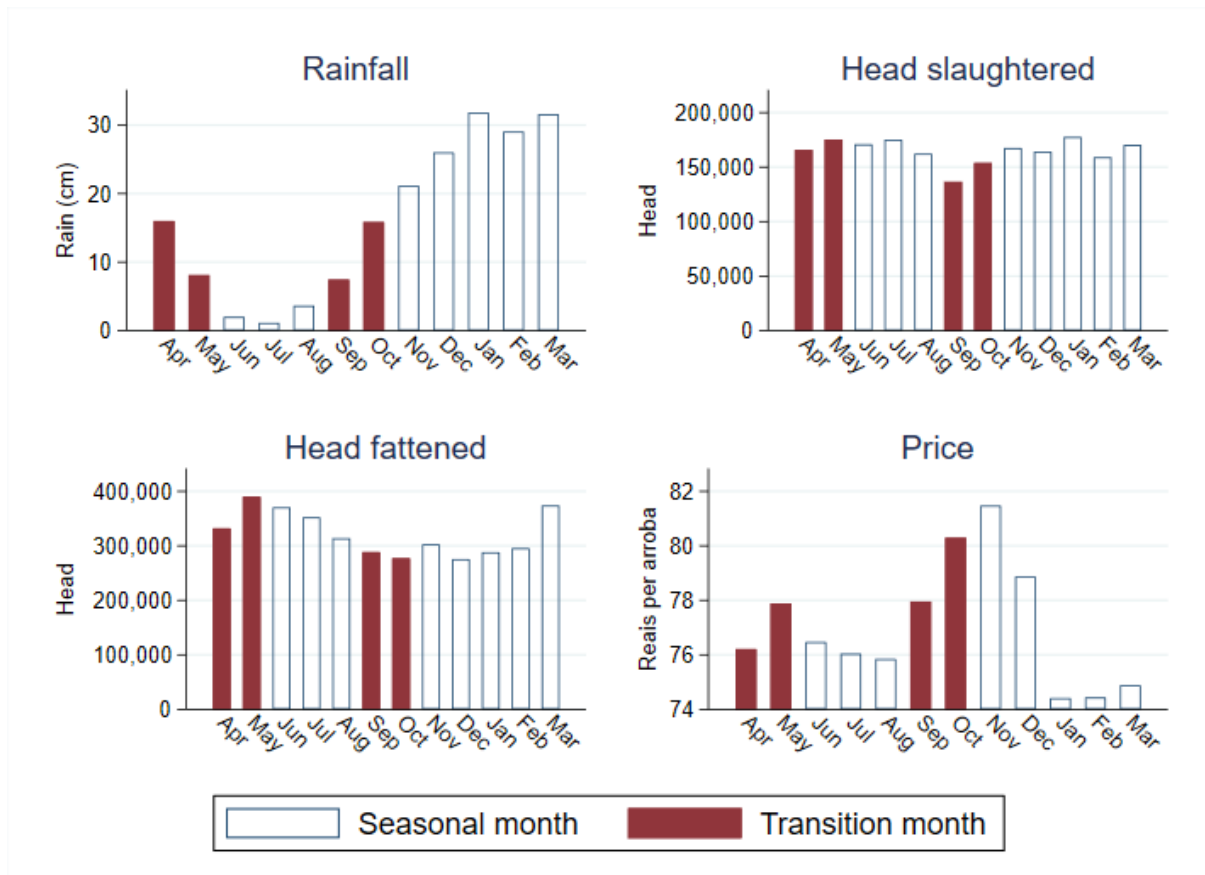 Rainfall
Rain (cm)
30
20
10
0
Apr May Jun Jul Aug Sep Oct Nov Dec Jan Feb Mar
Head slaughtered
Head
200,000
150,000
100,000
50,000
0
Apr May Jun Jul Aug Sep Oct Nov Dec Jan Feb Mar
Head fattened
Head
400,000
300,000
200,000
100,000
0
Apr May Jun Jul Aug Sep Oct Nov Dec Jan Feb Mar
Price
Reais per arroba
82
80
78
76
74
Apr May Jun Jul Aug Sep Oct Nov Dec Jan Feb Mar
Seasonal month Transition month